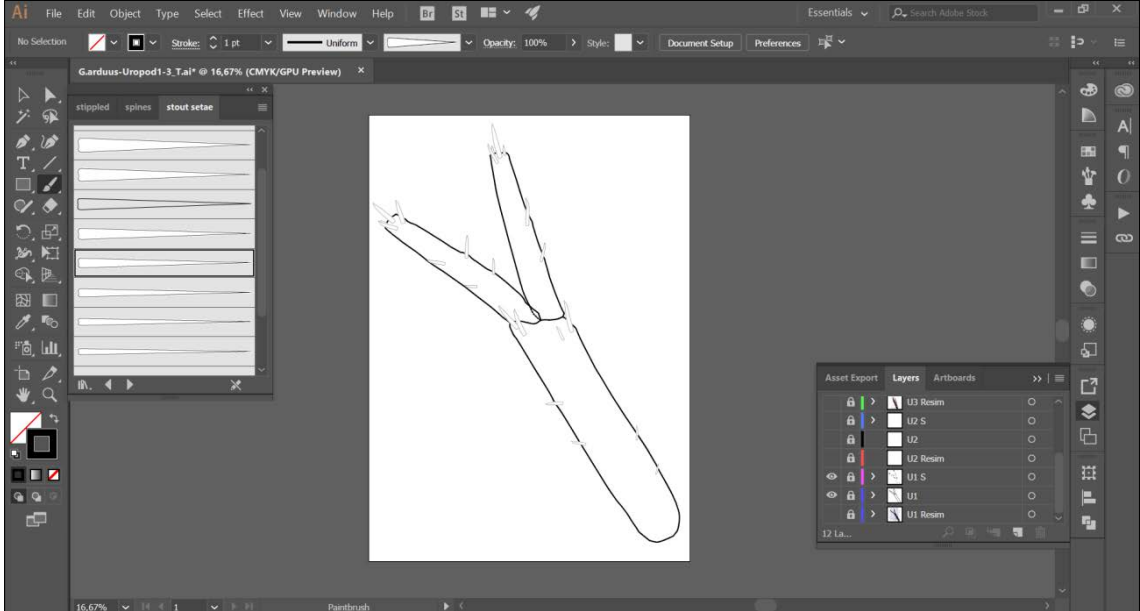 Ai File Edit Object Type Select Effect View Window Help Br St Essentials Search Adobe Stock
No Selection Stroke: 1 pt Uniform Opacity: 100% Style: Document Setup Preferences
G.arduus-Uropod1-3_T.ai* @ 16,67% (CMYK/GPU Preview) ×
stippled spines stout setae
Asset Export Layers Artboards
U3 Resim
U2 S
U2
U2 Resim
U1 S
U1
U1 Resim
12 La...
16,67% 1 Paintbrush